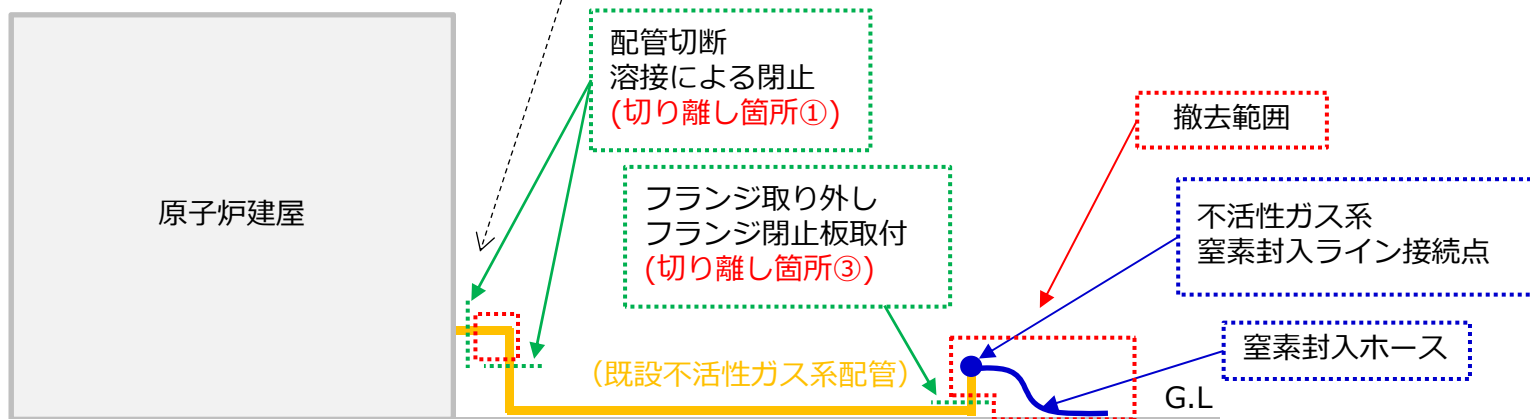 配管切断
溶接による閉止
(切り離し箇所①)
撤去範囲
原子炉建屋
フランジ取り外し
フランジ閉止板取付
(切り離し箇所③)
不活性ガス系
窒素封入ライン接続点
窒素封入ホース
（既設不活性ガス系配管）
G.L